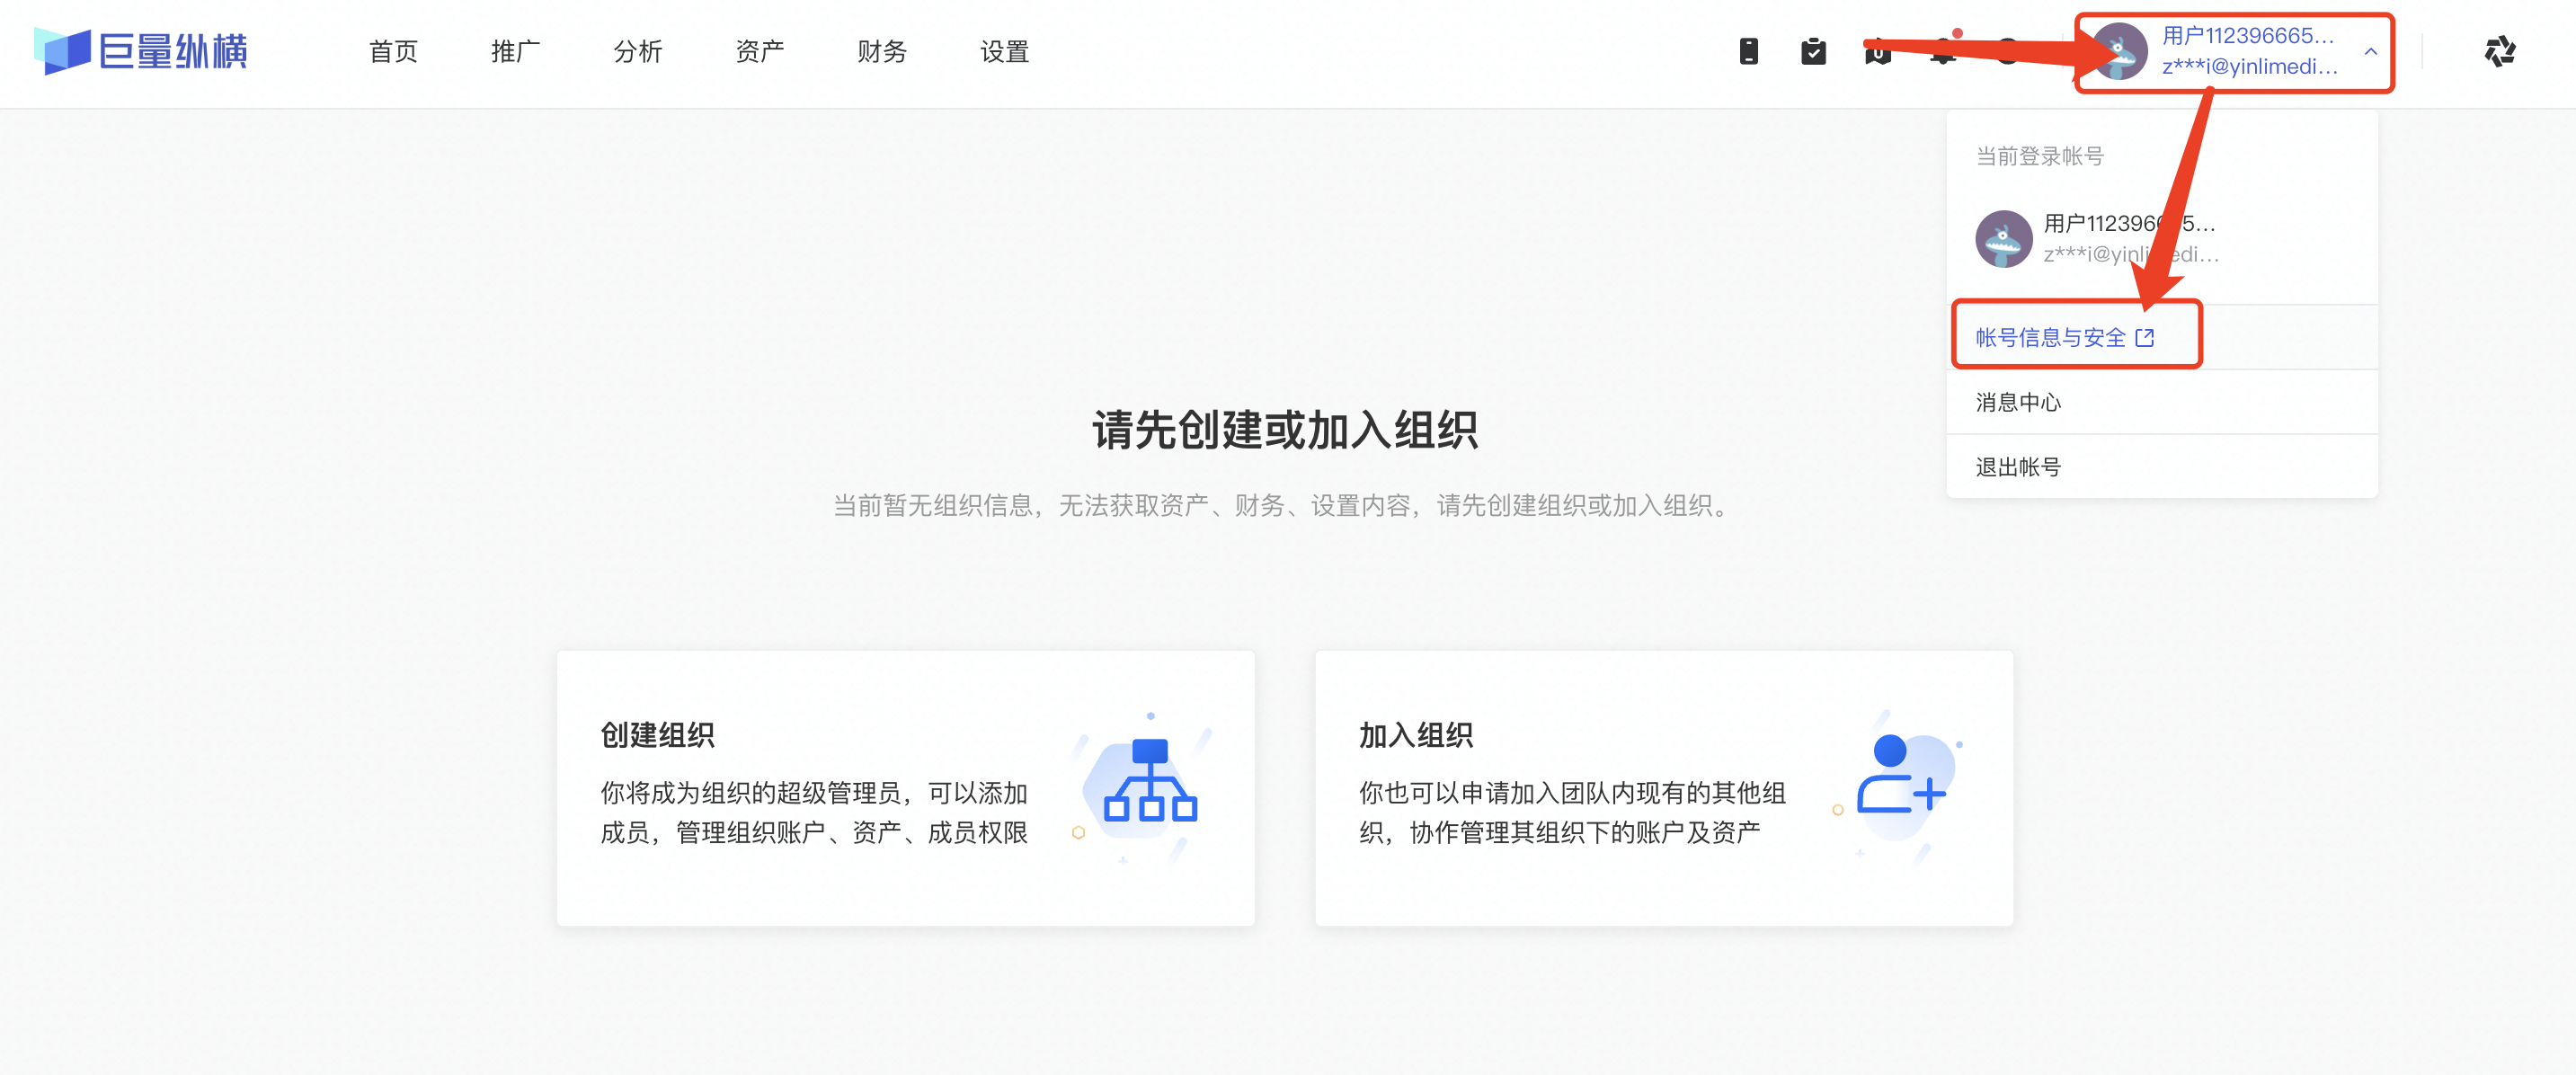 巨量纵横
首页
推广
分析
资产
财务
设置
用户112396665...
z***i@yinlimedi...
当前登录帐号
用户112396665...
z***i@yinlimedi...
帐号信息与安全
消息中心
退出帐号
请先创建或加入组织
当前暂无组织信息，无法获取资产、财务、设置内容，请先创建组织或加入组织。
创建组织
你将成为组织的超级管理员，可以添加
成员，管理组织账户、资产、成员权限
加入组织
你也可以申请加入团队内现有的其他组
织，协作管理其组织下的账户及资产